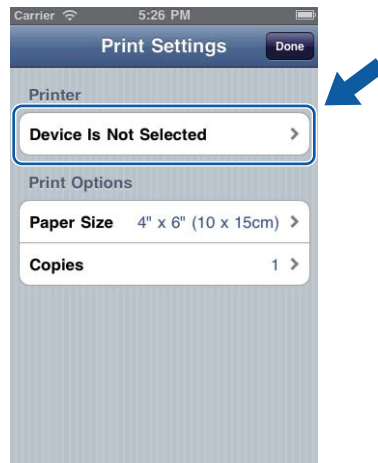 Carrier 5:26 PM
Print Settings Done
Printer
Device Is Not Selected
Print Options
Paper Size 4" x 6" (10 x 15cm)
Copies 1